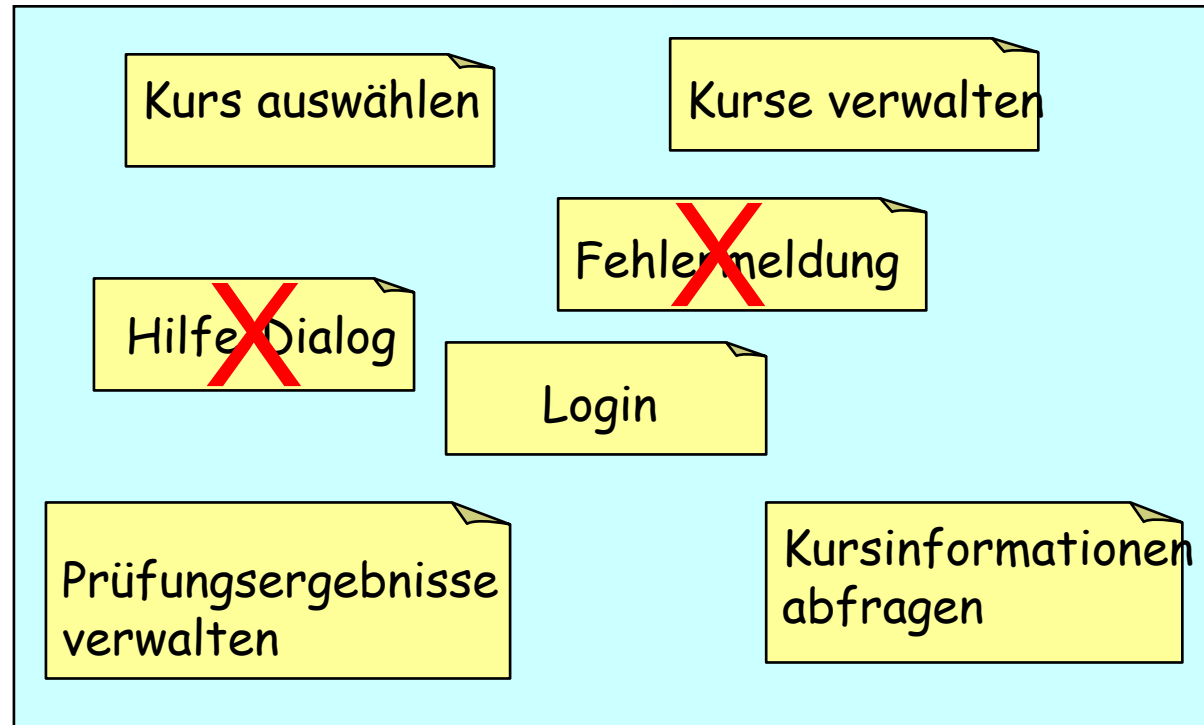 Kurs auswählen
Kurse verwalten
Fehlermeldung
Hilfe Dialog
Login
Prüfungsergebnisse
verwalten
Kursinformationen
abfragen